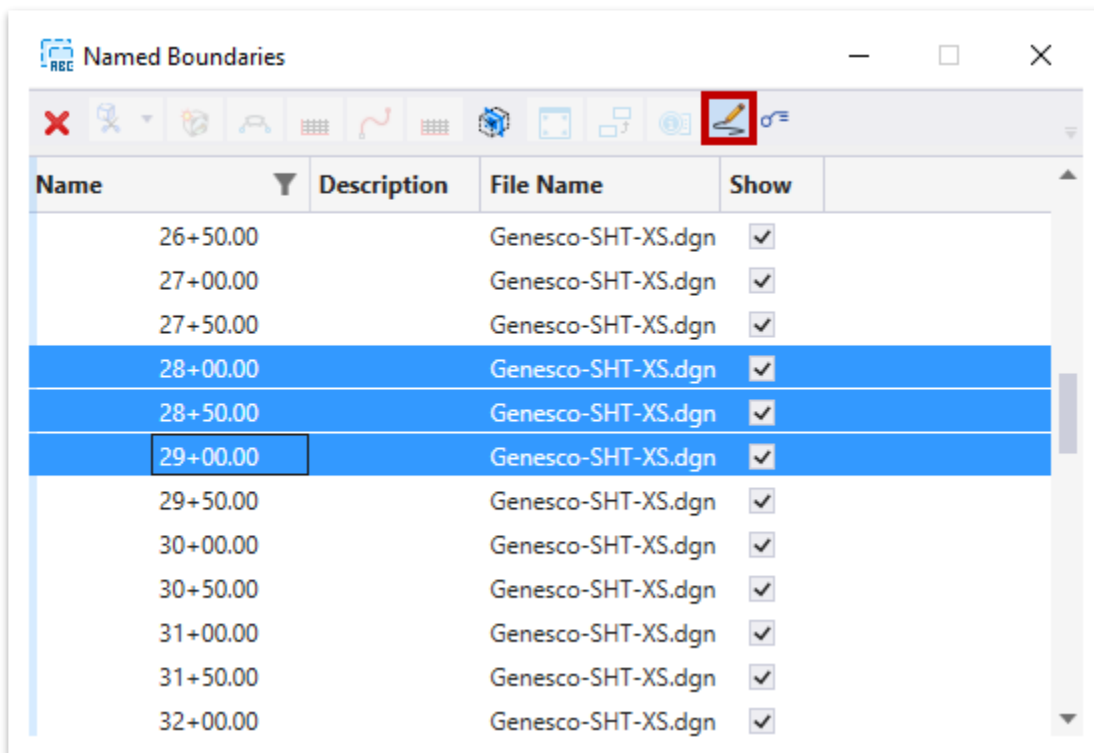 ABC Named Boundaries
Name Description File Name Show
26+50.00 Genesco-SHT-XS.dgn
27+00.00 Genesco-SHT-XS.dgn
27+50.00 Genesco-SHT-XS.dgn
28+00.00 Genesco-SHT-XS.dgn
28+50.00 Genesco-SHT-XS.dgn
29+00.00 Genesco-SHT-XS.dgn
29+50.00 Genesco-SHT-XS.dgn
30+00.00 Genesco-SHT-XS.dgn
30+50.00 Genesco-SHT-XS.dgn
31+00.00 Genesco-SHT-XS.dgn
31+50.00 Genesco-SHT-XS.dgn
32+00.00 Genesco-SHT-XS.dgn